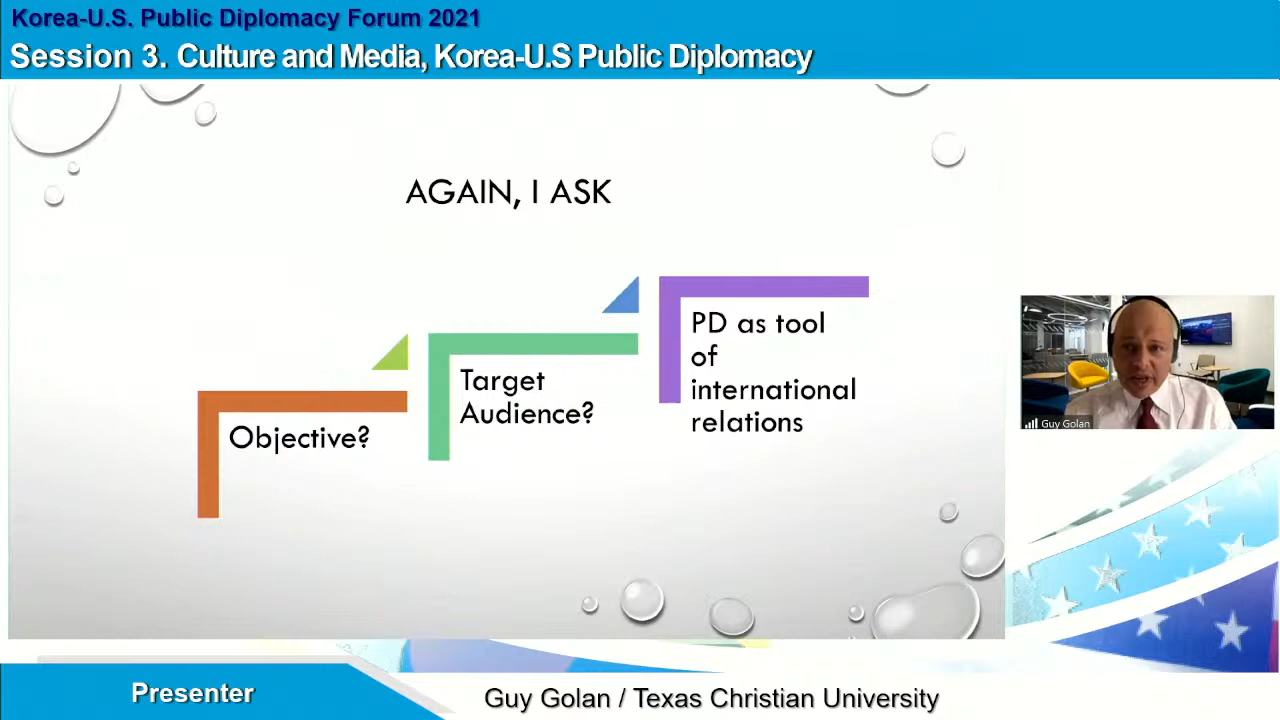 Korea-U.S. Public Diplomacy Forum 2021
Session 3. Culture and Media, Korea-U.S Public Diplomacy
AGAIN, I ASK
Objective?
Target
Audience?
PD as tool
of
international
relations
Guy Golan
Presenter
Guy Golan / Texas Christian University